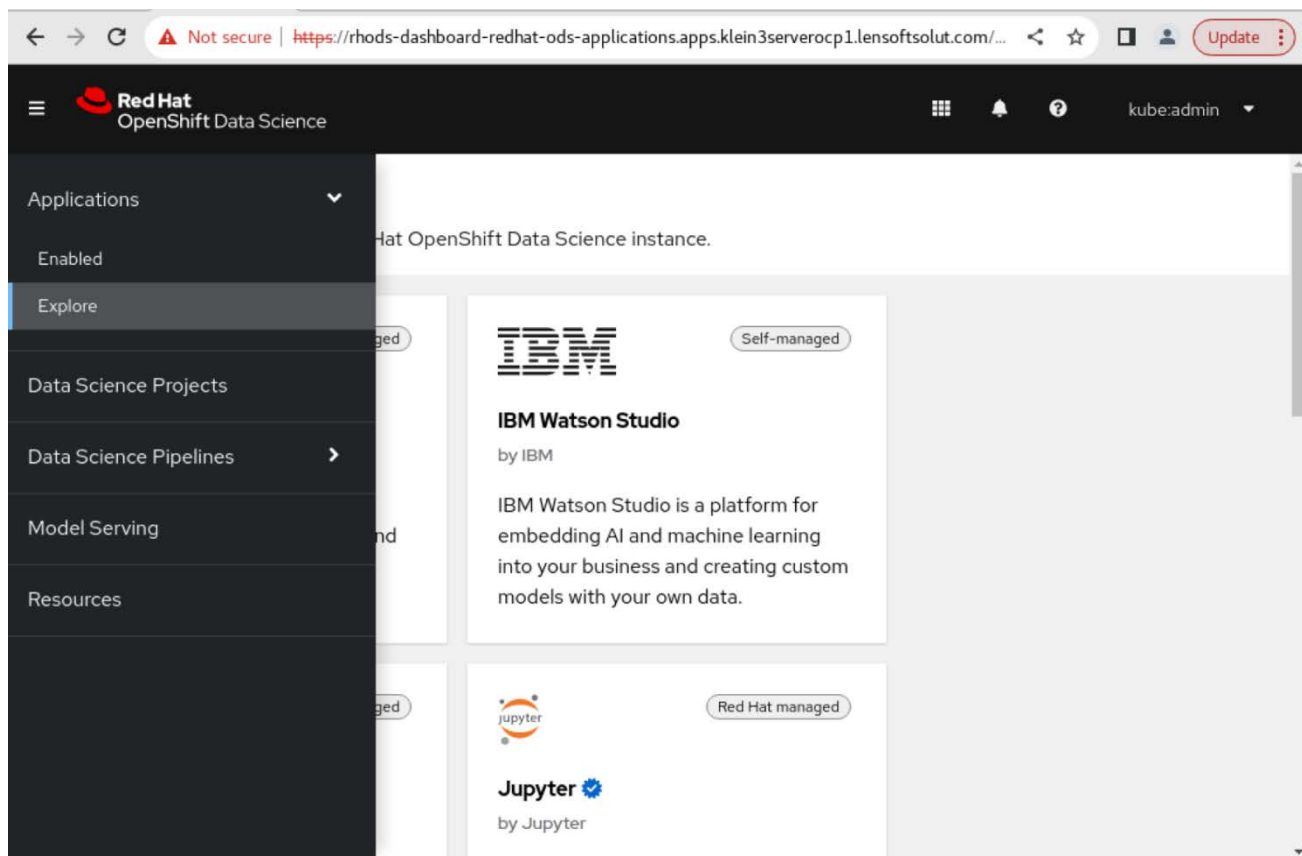 Not secure | https://rhods-dashboard-redhat-ods-applications.apps.klein3serverocp1.lensoftsolut.com/...
Update
Red Hat
OpenShift Data Science
kube:admin
Applications
Enabled
Explore
Data Science Projects
Data Science Pipelines
Model Serving
Resources
Hat OpenShift Data Science instance.
ged
nd
ged
IBM
Self-managed
IBM Watson Studio
by IBM
IBM Watson Studio is a platform for
embedding AI and machine learning
into your business and creating custom
models with your own data.
jupyter
Red Hat managed
Jupyter
by Jupyter